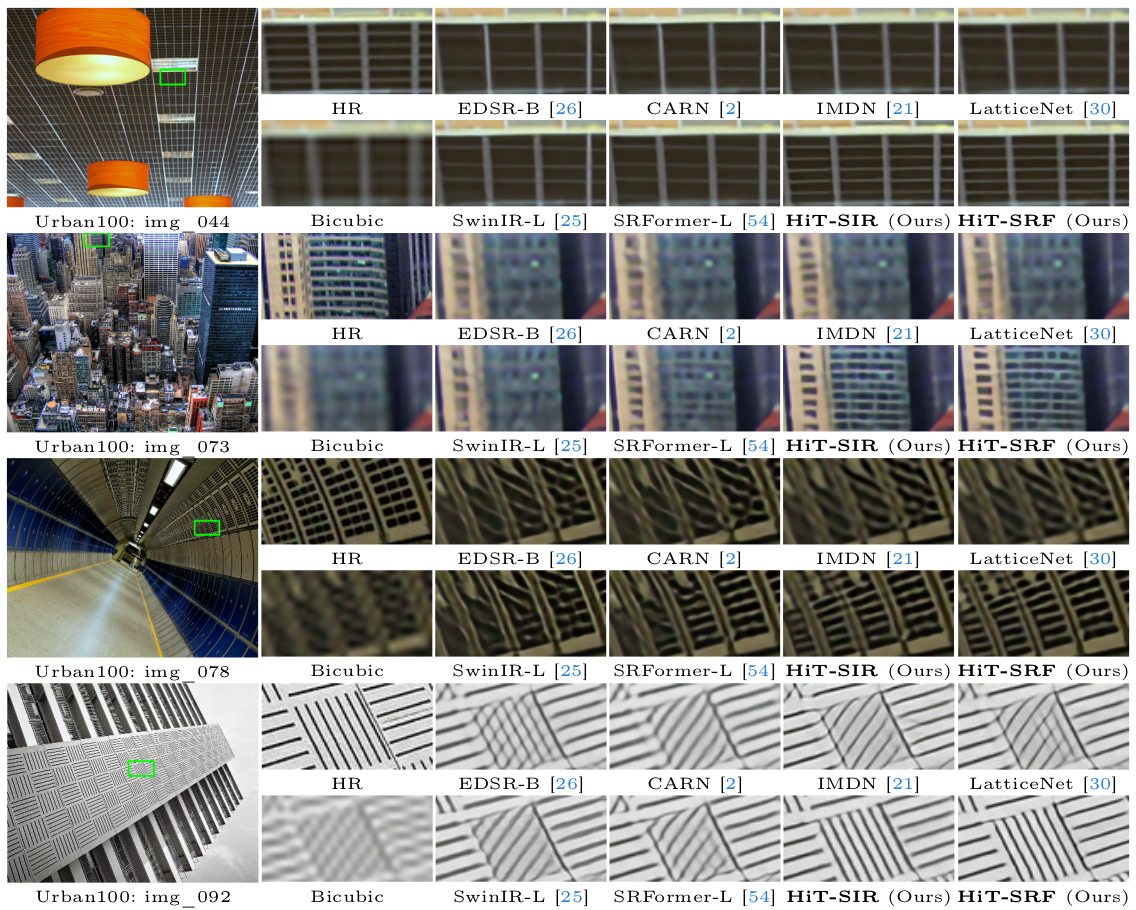 HR EDSR-B [26] CARN [2] IMDN [21] LatticeNet [30]
Urban100: img_044 Bicubic SwinIR-L [25] SRFormer-L [54] HiT-SIR (Ours) HiT-SRF (Ours)
HR EDSR-B [26] CARN [2] IMDN [21] LatticeNet [30]
Urban100: img_073 Bicubic SwinIR-L [25] SRFormer-L [54] HiT-SIR (Ours) HiT-SRF (Ours)
HR EDSR-B [26] CARN [2] IMDN [21] LatticeNet [30]
Urban100: img_078 Bicubic SwinIR-L [25] SRFormer-L [54] HiT-SIR (Ours) HiT-SRF (Ours)
HR EDSR-B [26] CARN [2] IMDN [21] LatticeNet [30]
Urban100: img_092 Bicubic SwinIR-L [25] SRFormer-L [54] HiT-SIR (Ours) HiT-SRF (Ours)